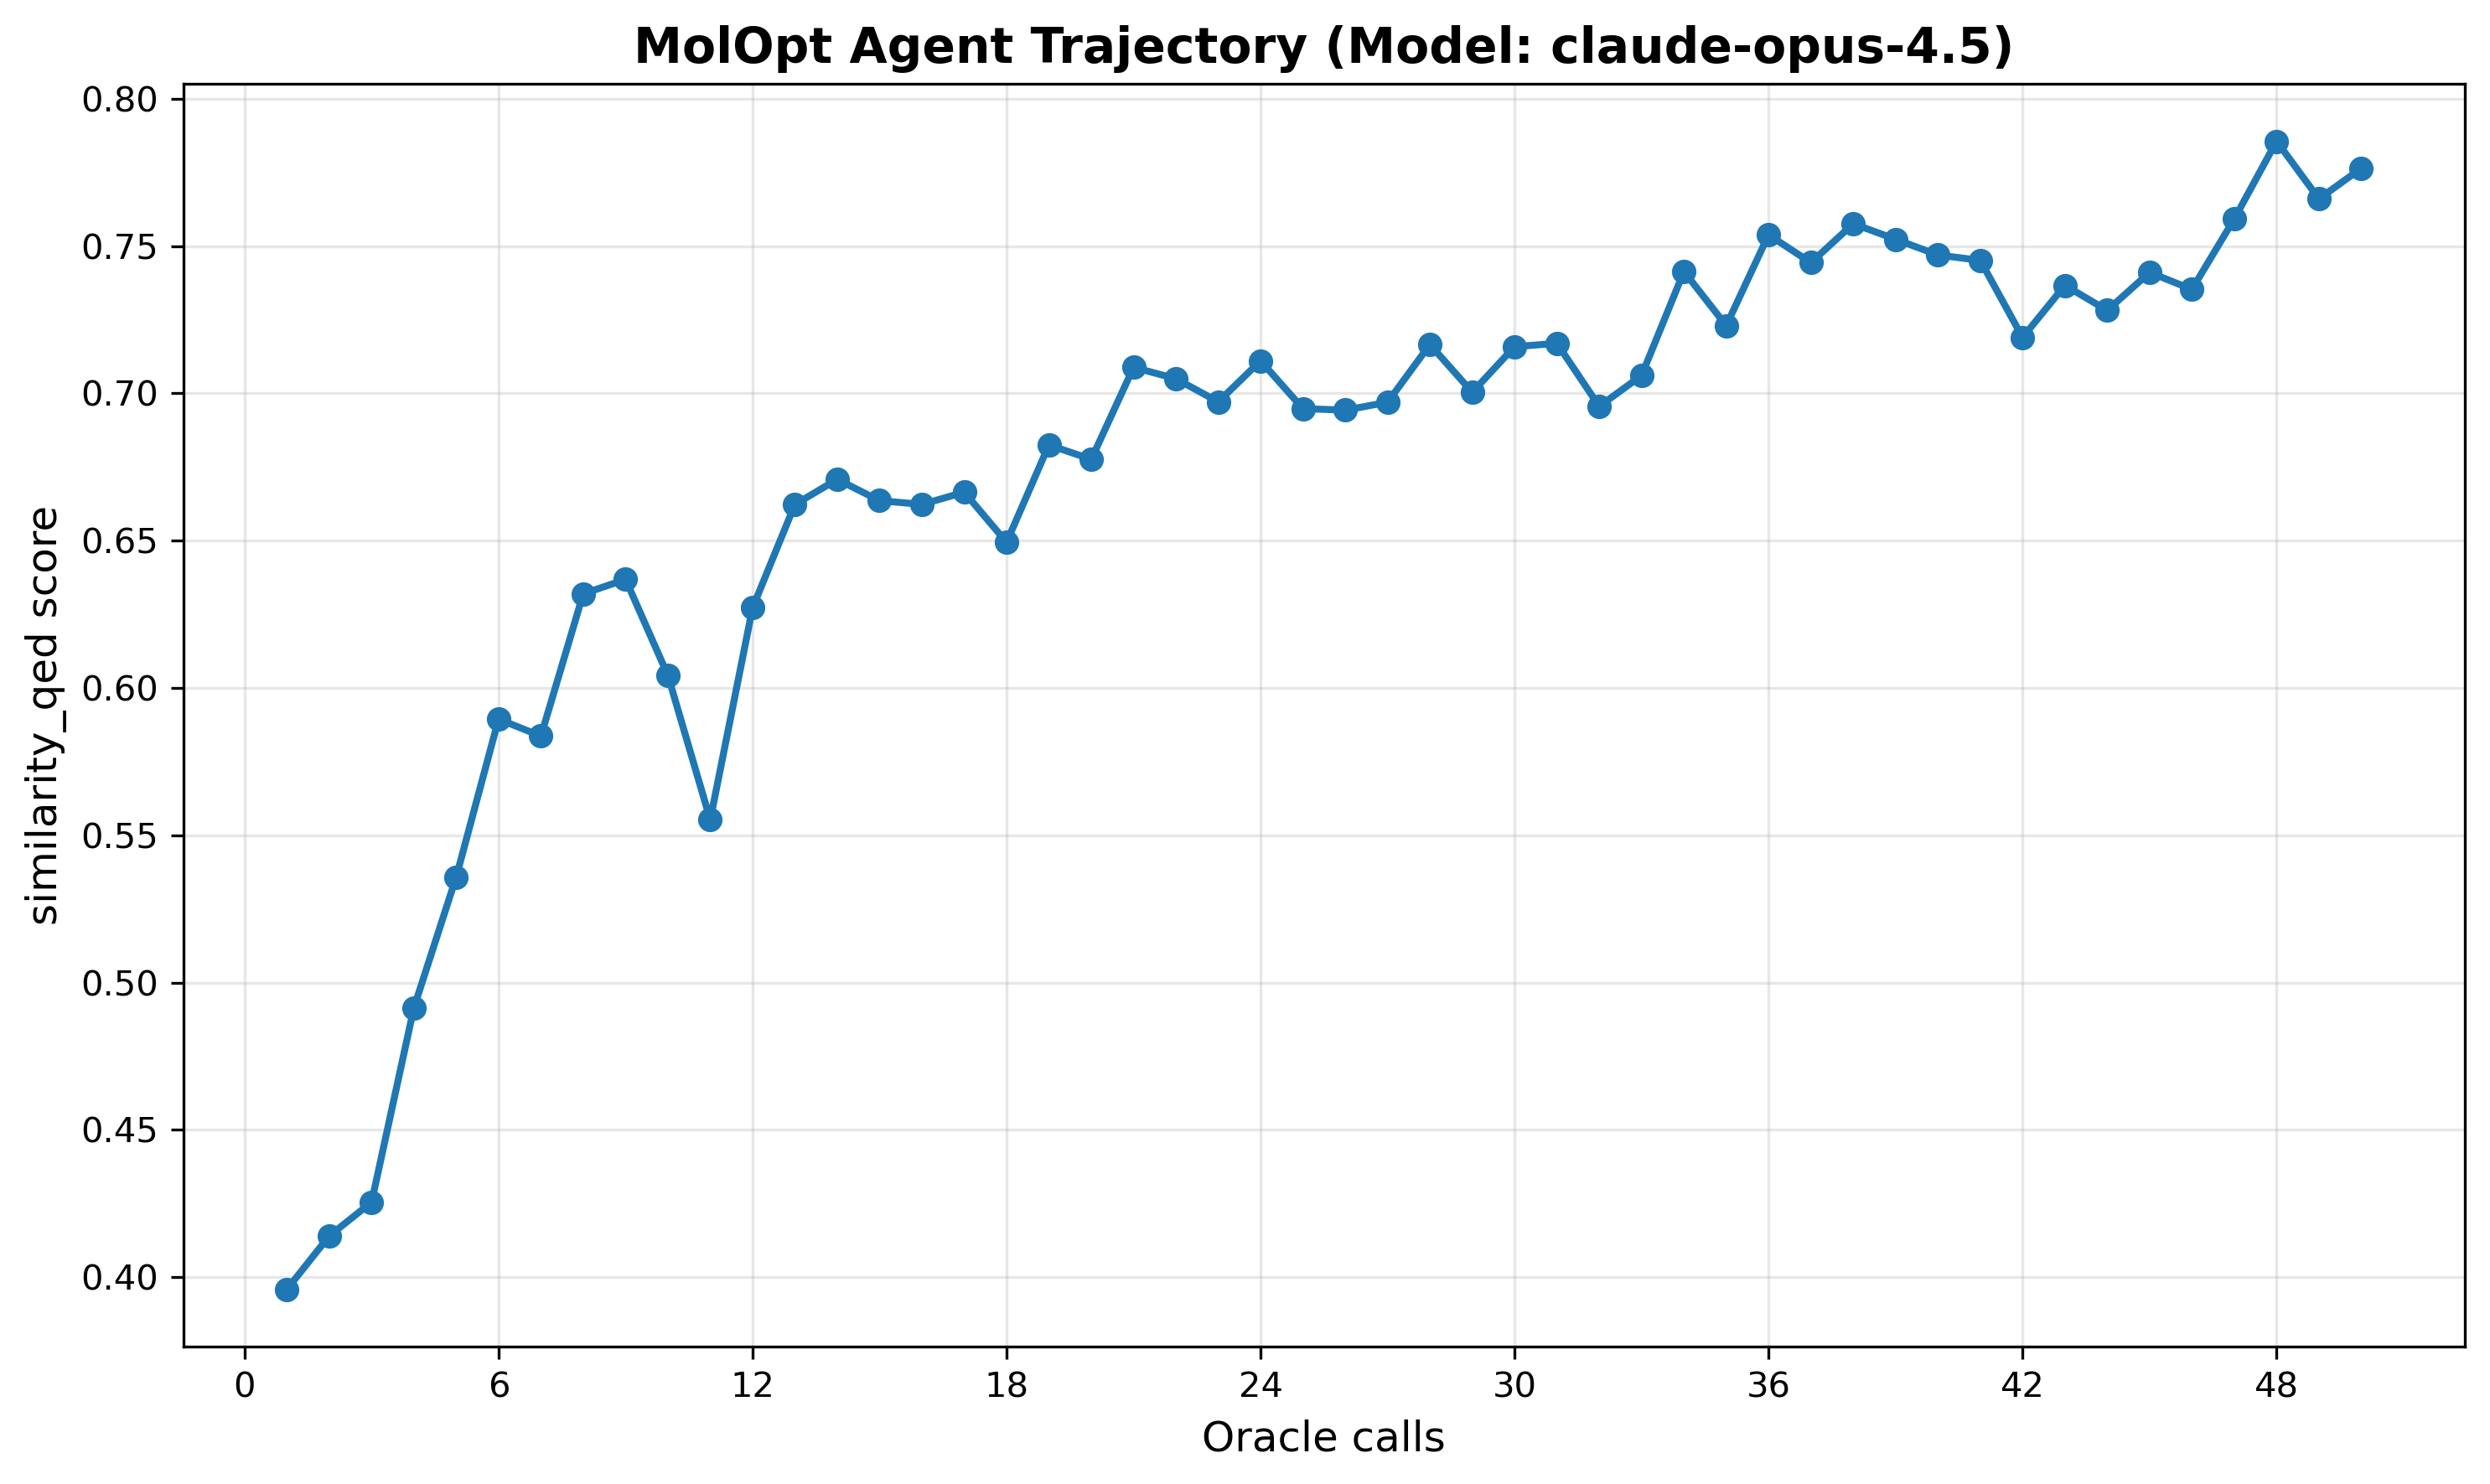 MolOpt Agent Trajectory (Model: claude-opus-4.5)
similarity_qed score
0.80
0.75
0.70
0.65
0.60
0.55
0.50
0.45
0.40
0 6 12 18 24 30 36 42 48
Oracle calls